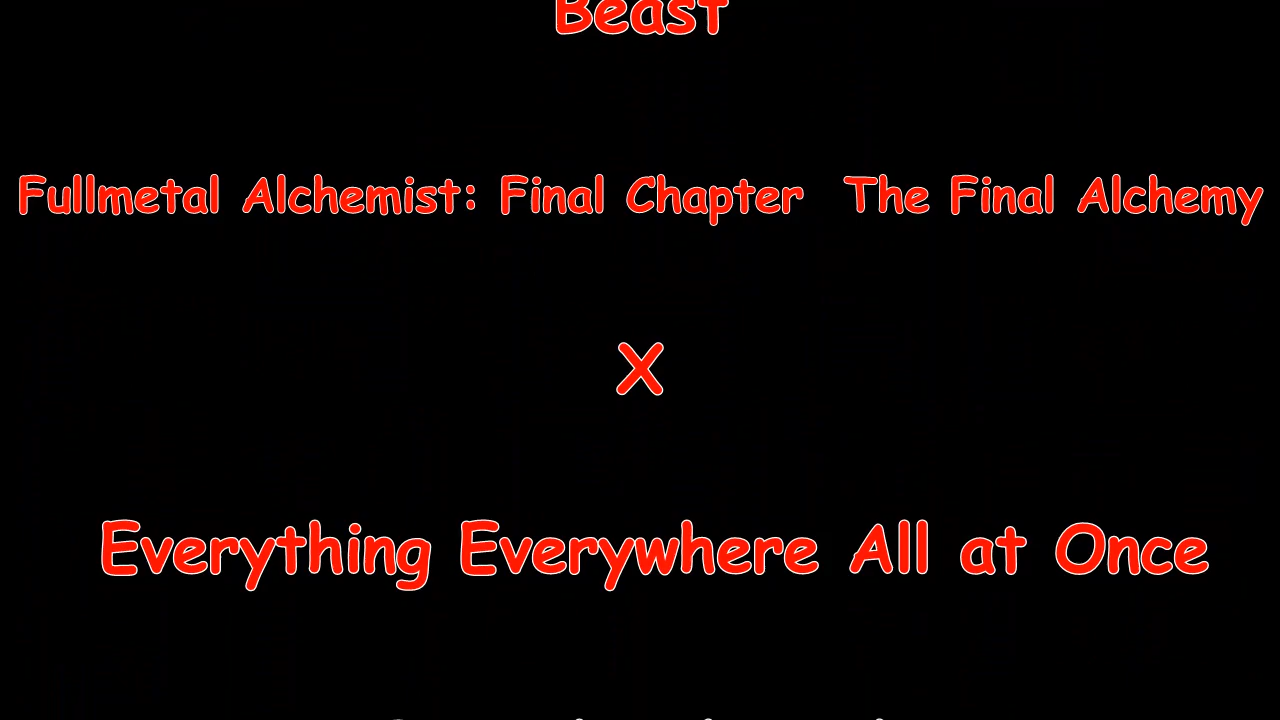 Beast
Fullmetal Alchemist: Final Chapter The Final Alchemy
X
Everything Everywhere All at Once